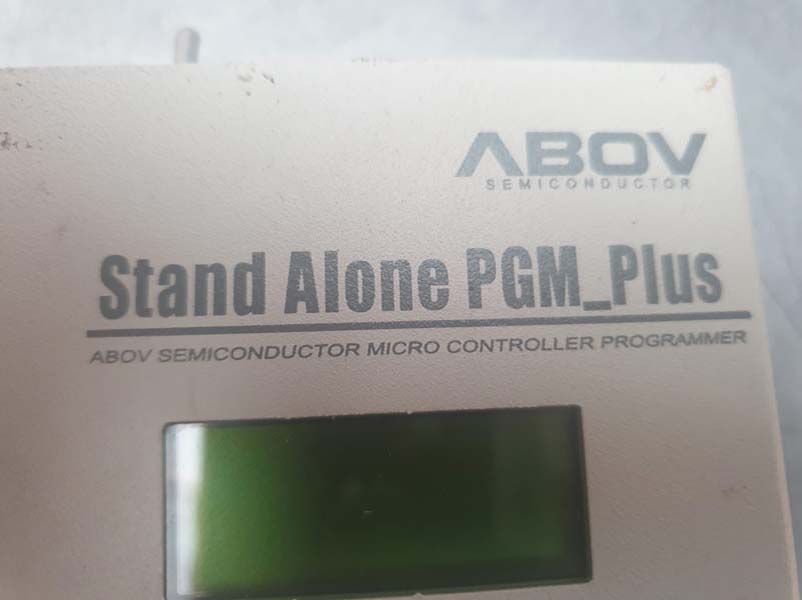 ABOV
SEMICONDUCTOR
Stand Alone PGM_Plus
ABOV SEMICONDUCTOR MICRO CONTROLLER PROGRAMMER